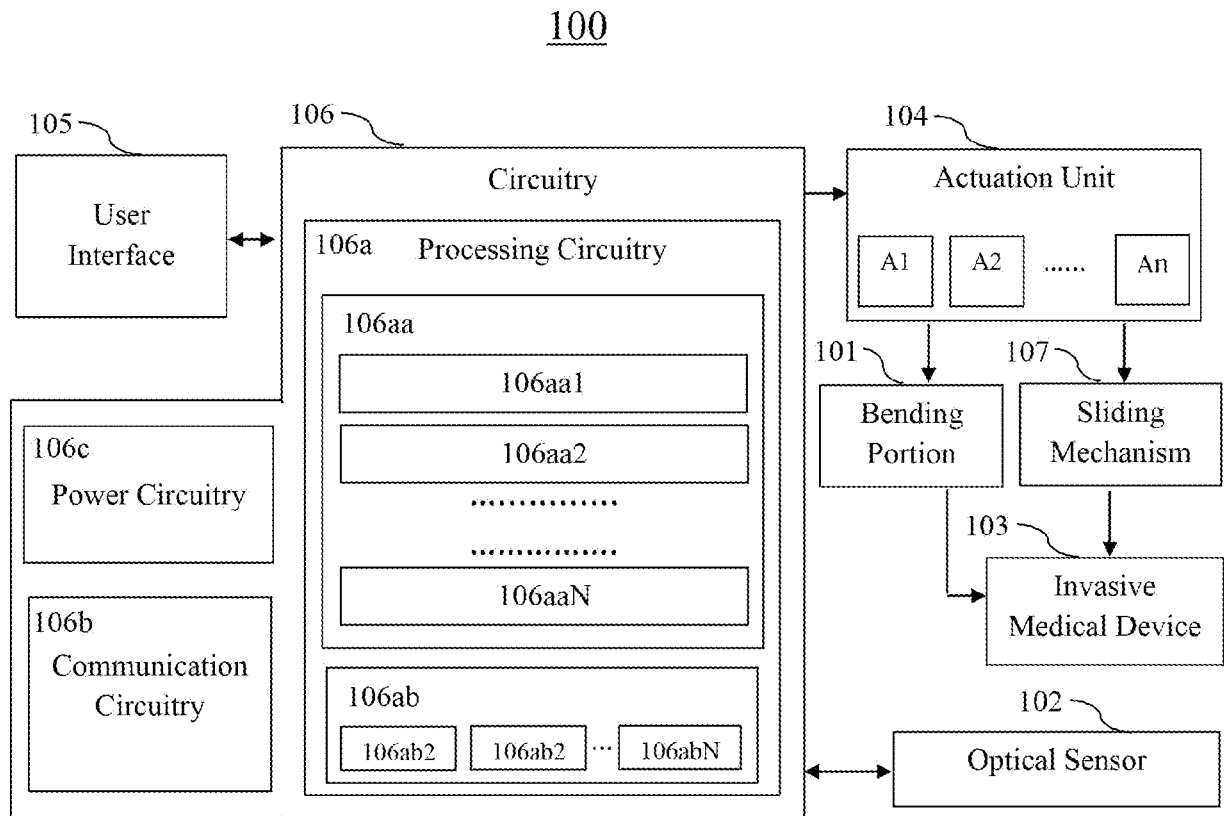 100
105
106
104
User
Interface
Circuitry
Actuation Unit
106a
Processing Circuitry
A1
A2
......
An
106aa
106aa1
106aa2
...............
...............
106aaN
101
107
Bending
Portion
Sliding
Mechanism
106c
Power Circuitry
103
Invasive
Medical Device
106b
Communication
Circuitry
106ab
106ab2
106ab2
...
106abN
102
Optical Sensor